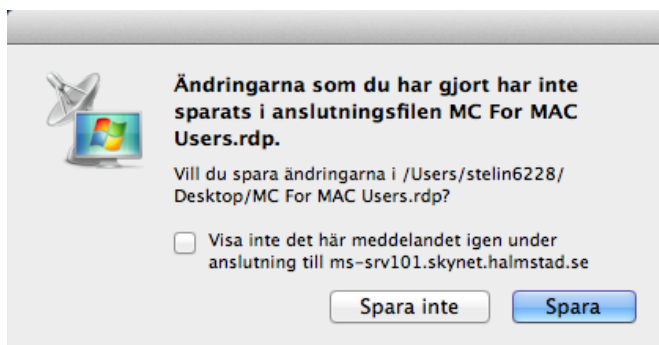 Ändringarna som du har gjort har inte
sparats i anslutningsfilen MC For MAC
Users.rdp.
Vill du spara ändringarna i /Users/stelin6228/
Desktop/MC For MAC Users.rdp?
Visa inte det här meddelandet igen under
anslutning till ms-srv101.skynet.halmstad.se
Spara inte
Spara